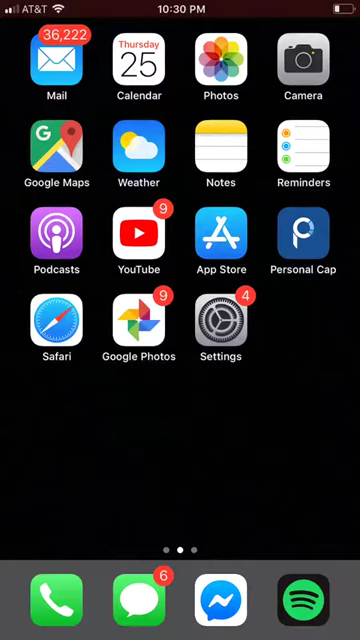 AT&T 10:30 PM
36,222
Thursday
25
Mail Calendar Photos Camera
G
Google Maps Weather Notes Reminders
9
Podcasts YouTube App Store Personal Cap
9 4
Safari Google Photos Settings
6